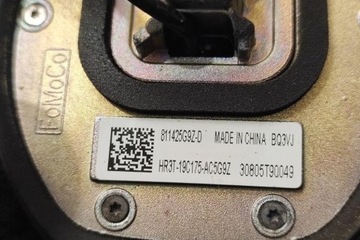 FoMoCo
811425G9Z-D MADE IN CHINA BQ3VJ
HR3T-19C175-AC5G9Z 30805T90049